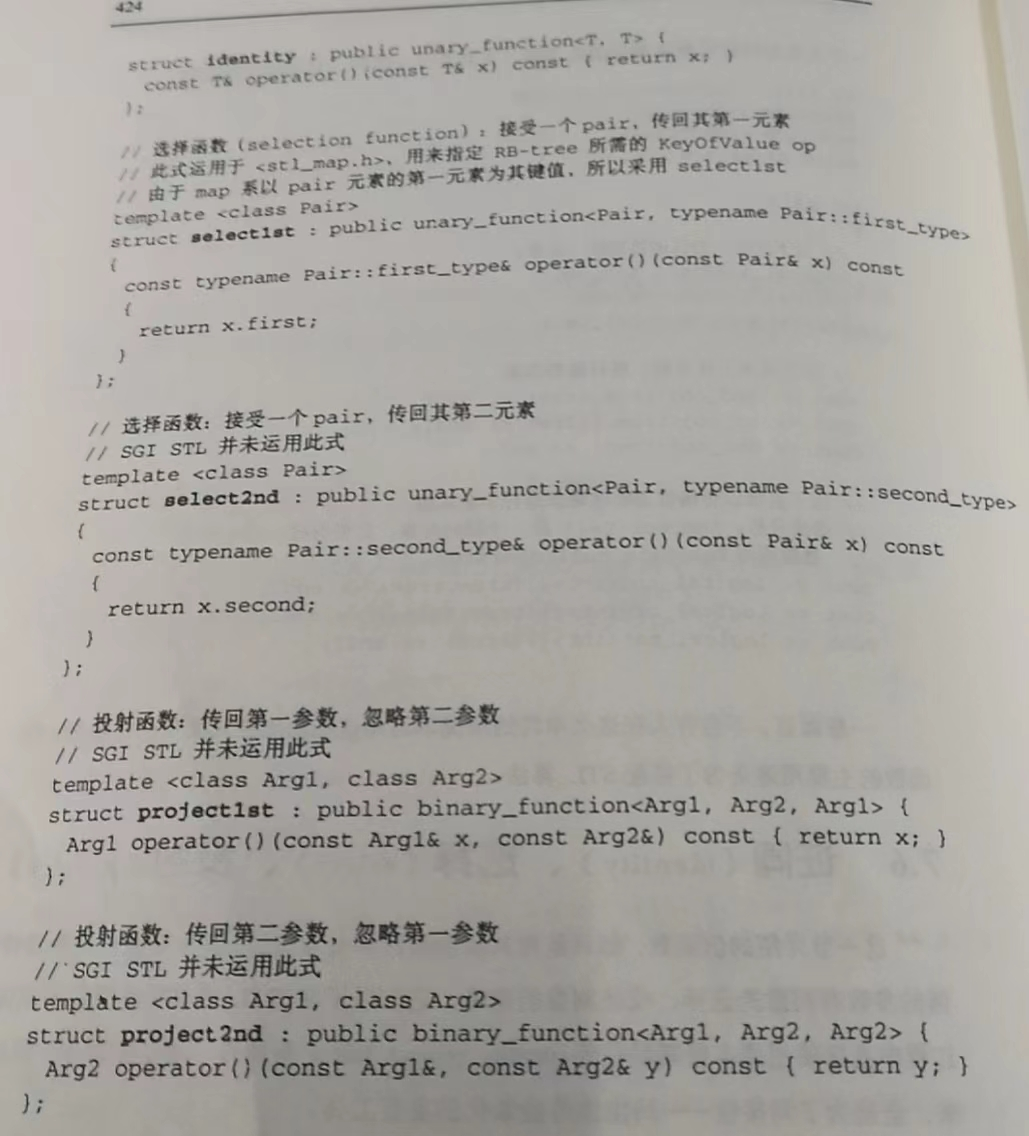 424
struct identity : public unary_function<T, T> {
const T& operator()(const T& x) const { return x; }
};
// 选择函数（selection function）：接受一个 pair，传回其第一元素
// 此式运用于 <stl_map.h>，用来指定 RB-tree 所需的 KeyOfValue op
// 由于 map 系以 pair 元素的第一元素为其键值，所以采用 select1st
template <class Pair>
struct select1st : public unary_function<Pair, typename Pair::first_type>
{
const typename Pair::first_type& operator()(const Pair& x) const
{
return x.first;
}
};
// 选择函数：接受一个 pair，传回其第二元素
// SGI STL 并未运用此式
template <class Pair>
struct select2nd : public unary_function<Pair, typename Pair::second_type>
{
const typename Pair::second_type& operator()(const Pair& x) const
{
return x.second;
}
};
// 投射函数：传回第一参数，忽略第二参数
// SGI STL 并未运用此式
template <class Arg1, class Arg2>
struct project1st : public binary_function<Arg1, Arg2, Arg1> {
Arg1 operator()(const Arg1& x, const Arg2&) const { return x; }
};
// 投射函数：传回第二参数，忽略第一参数
// SGI STL 并未运用此式
template <class Arg1, class Arg2>
struct project2nd : public binary_function<Arg1, Arg2, Arg2> {
Arg2 operator()(const Arg1&, const Arg2& y) const { return y; }
};